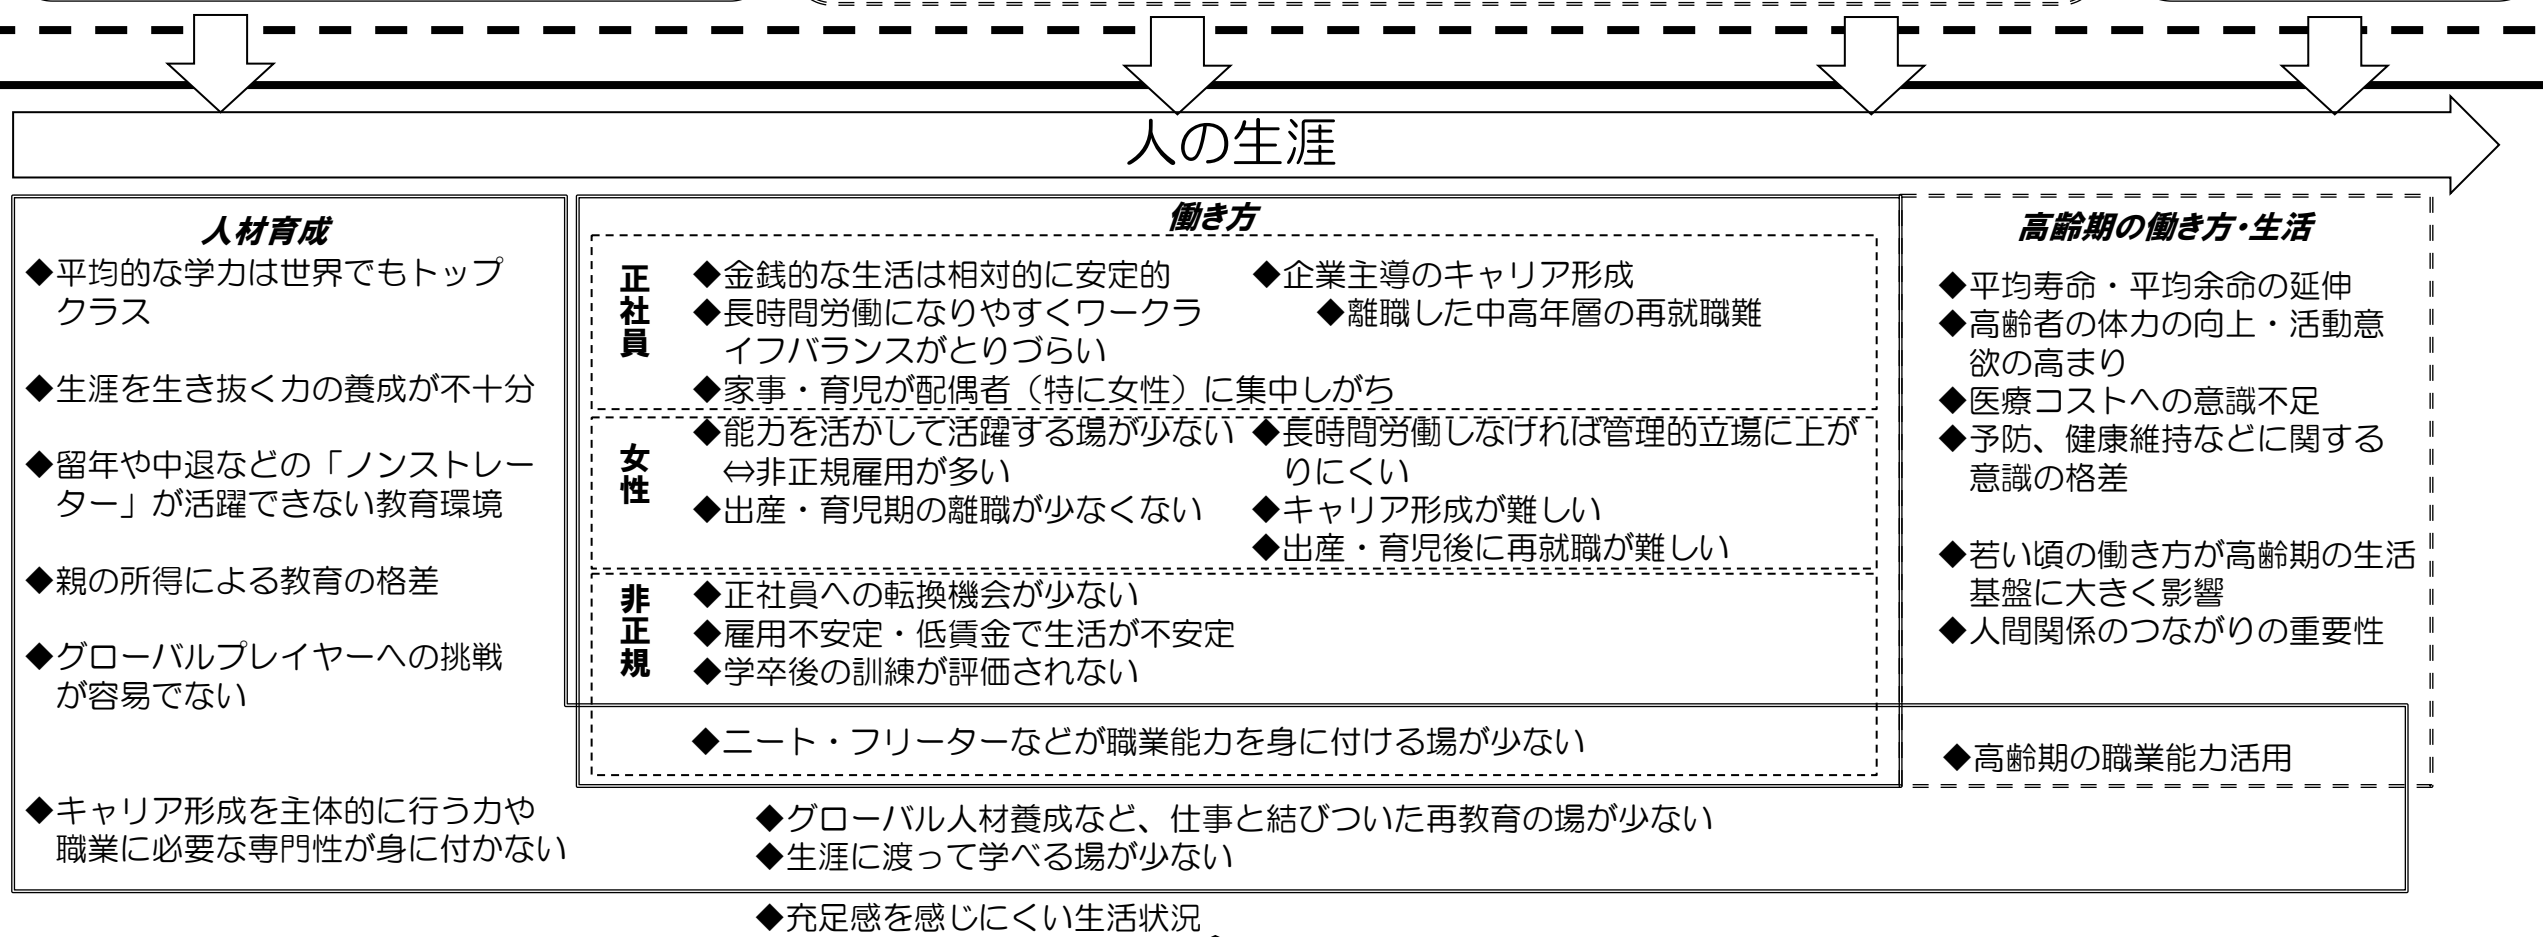 人の生涯
人材育成
◆平均的な学力は世界でもトップ
クラス
◆生涯を生き抜く力の養成が不十分
◆留年や中退などの「ノンストレー
ター」が活躍できない教育環境
◆親の所得による教育の格差
◆グローバルプレイヤーへの挑戦
が容易でない
◆キャリア形成を主体的に行う力や
職業に必要な専門性が身に付かない
働き方
正社員
◆金銭的な生活は相対的に安定的
◆長時間労働になりやすくワークラ
イフバランスがとりづらい
◆家事・育児が配偶者（特に女性）に集中しがち
◆企業主導のキャリア形成
◆離職した中高年層の再就職難
女性
◆能力を活かして活躍する場が少ない
⇔非正規雇用が多い
◆出産・育児期の離職が少なくない
◆長時間労働しなければ管理的立場に上が
りにくい
◆キャリア形成が難しい
◆出産・育児後に再就職が難しい
非正規
◆正社員への転換機会が少ない
◆雇用不安定・低賃金で生活が不安定
◆学卒後の訓練が評価されない
◆ニート・フリーターなどが職業能力を身に付ける場が少ない
高齢期の働き方・生活
◆平均寿命・平均余命の延伸
◆高齢者の体力の向上・活動意
欲の高まり
◆医療コストへの意識不足
◆予防、健康維持などに関する
意識の格差
◆若い頃の働き方が高齢期の生活
基盤に大きく影響
◆人間関係のつながりの重要性
◆高齢期の職業能力活用
◆グローバル人材養成など、仕事と結びついた再教育の場が少ない
◆生涯に渡って学べる場が少ない
◆充足感を感じにくい生活状況